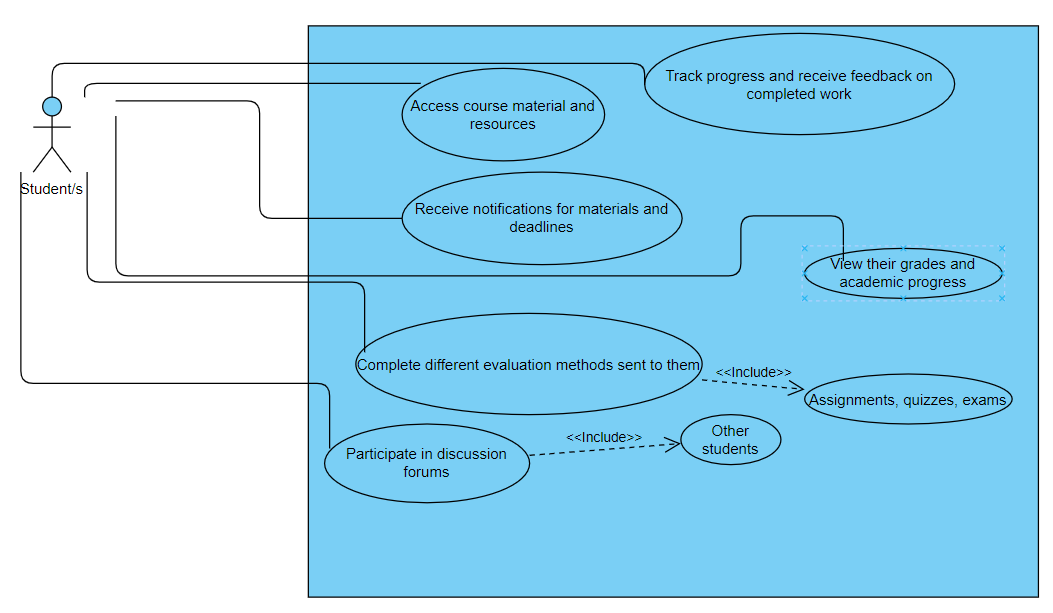 Track progress and receive feedback on
completed work
Access course material and
resources
Student/s
Receive notifications for materials and
deadlines
View their grades and
academic progress
Complete different evaluation methods sent to them
<<Include>>
Assignments, quizzes, exams
Other
students
<<Include>>
Participate in discussion
forums